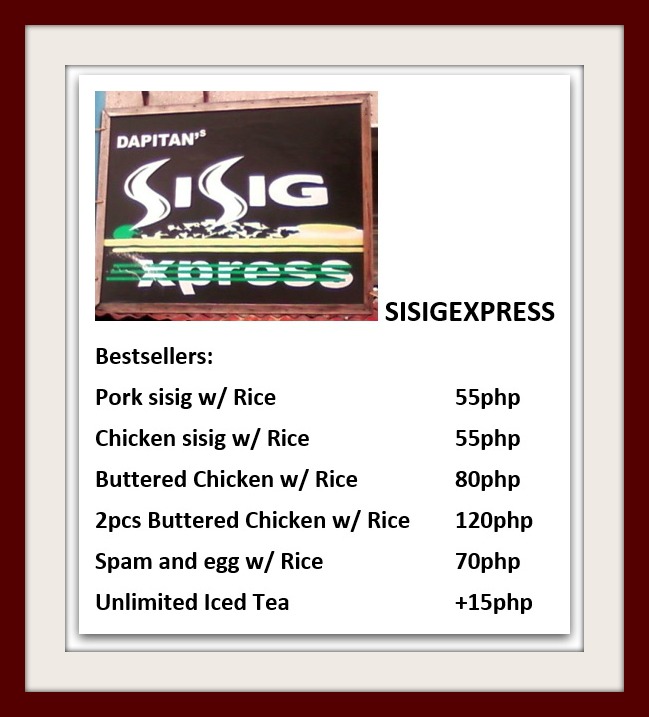 DAPITAN's
SiSiG
xpress
SISIGEXPRESS
Bestsellers:
Pork sisig w/ Rice 55php
Chicken sisig w/ Rice 55php
Buttered Chicken w/ Rice 80php
2pcs Buttered Chicken w/ Rice 120php
Spam and egg w/ Rice 70php
Unlimited Iced Tea +15php